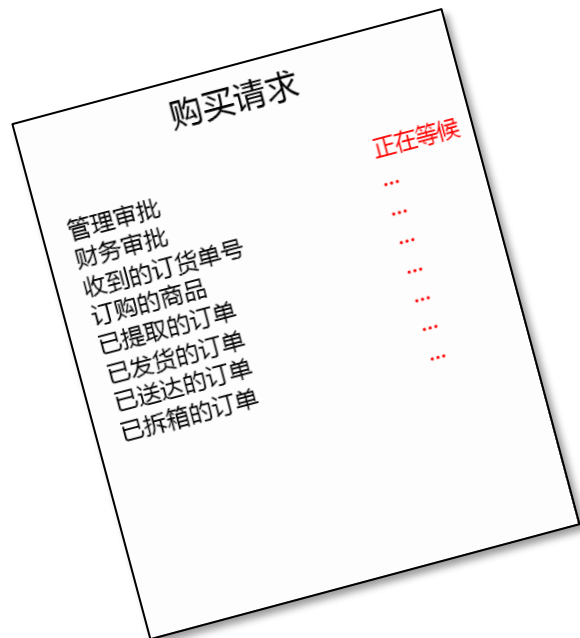 购买请求
管理审批 正在等候
财务审批 ...
收到的订货单号 ...
订购的商品 ...
已提取的订单 ...
已发货的订单 ...
已送达的订单 ...
已拆箱的订单 ...